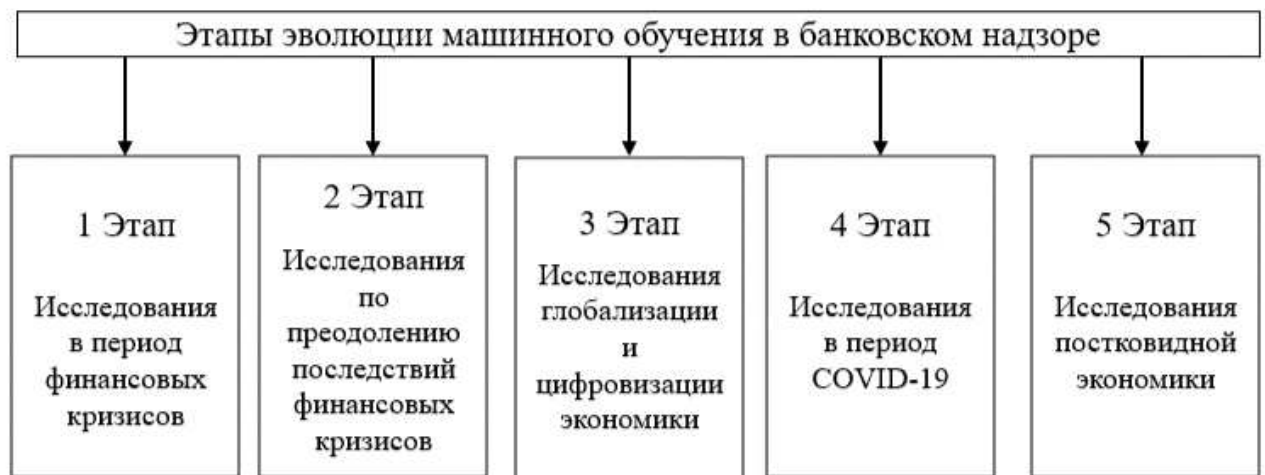 Этапы эволюции машинного обучения в банковском надзоре
1 Этап
Исследования
в период
финансовых
кризисов
2 Этап
Исследования
по
преодолению
последствий
финансовых
кризисов
3 Этап
Исследования
глобализации
и
цифровизации
экономики
4 Этап
Исследования
в период
COVID-19
5 Этап
Исследования
постковидной
экономики